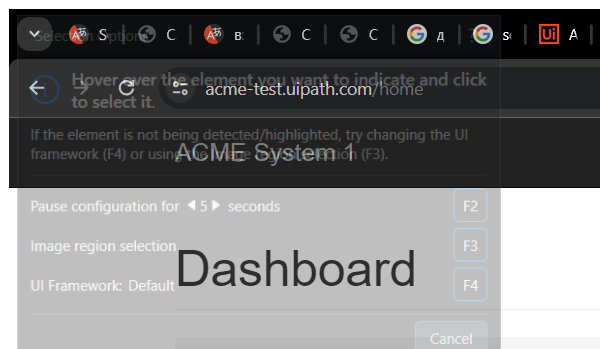 Selection Options
S
C
в:
C
C
д
so
Ui
A
Hover over the element you want to indicate and click
to select it.
acme-test.uipath.com/home
If the element is not being detected/highlighted, try changing the UI
framework (F4) or using the image region selection (F3).
ACME System 1
Pause configuration for 5 seconds
F2
Image region selection
F3
Dashboard
UI Framework: Default
F4
Cancel